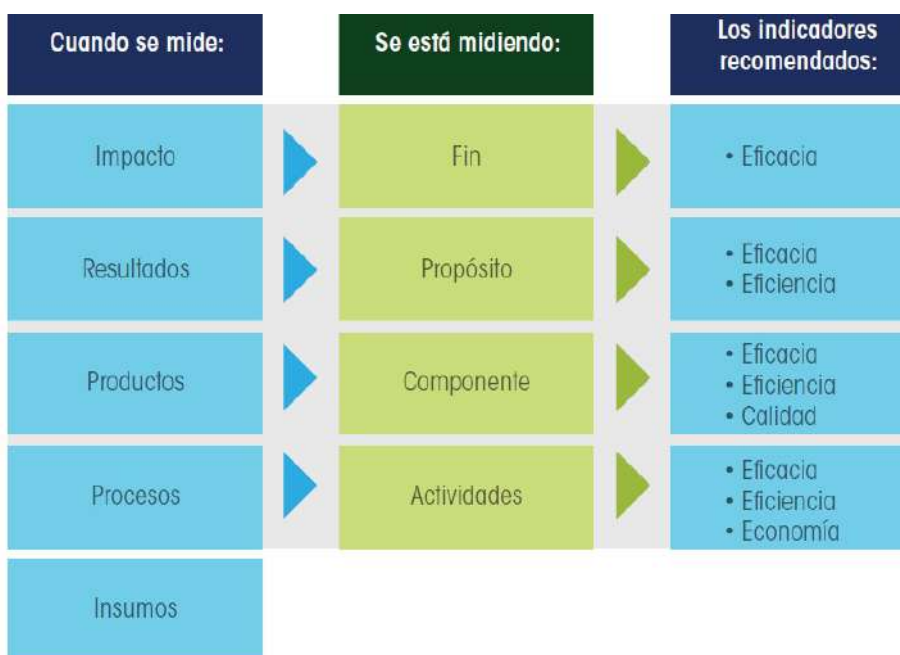 Cuando se mide:
Se está midiendo:
Los indicadores
recomendados:
Impacto
Fin
• Eficacia
Resultados
Propósito
• Eficacia
• Eficiencia
Productos
Componente
• Eficacia
• Eficiencia
• Calidad
Procesos
Actividades
• Eficacia
• Eficiencia
• Economía
Insumos